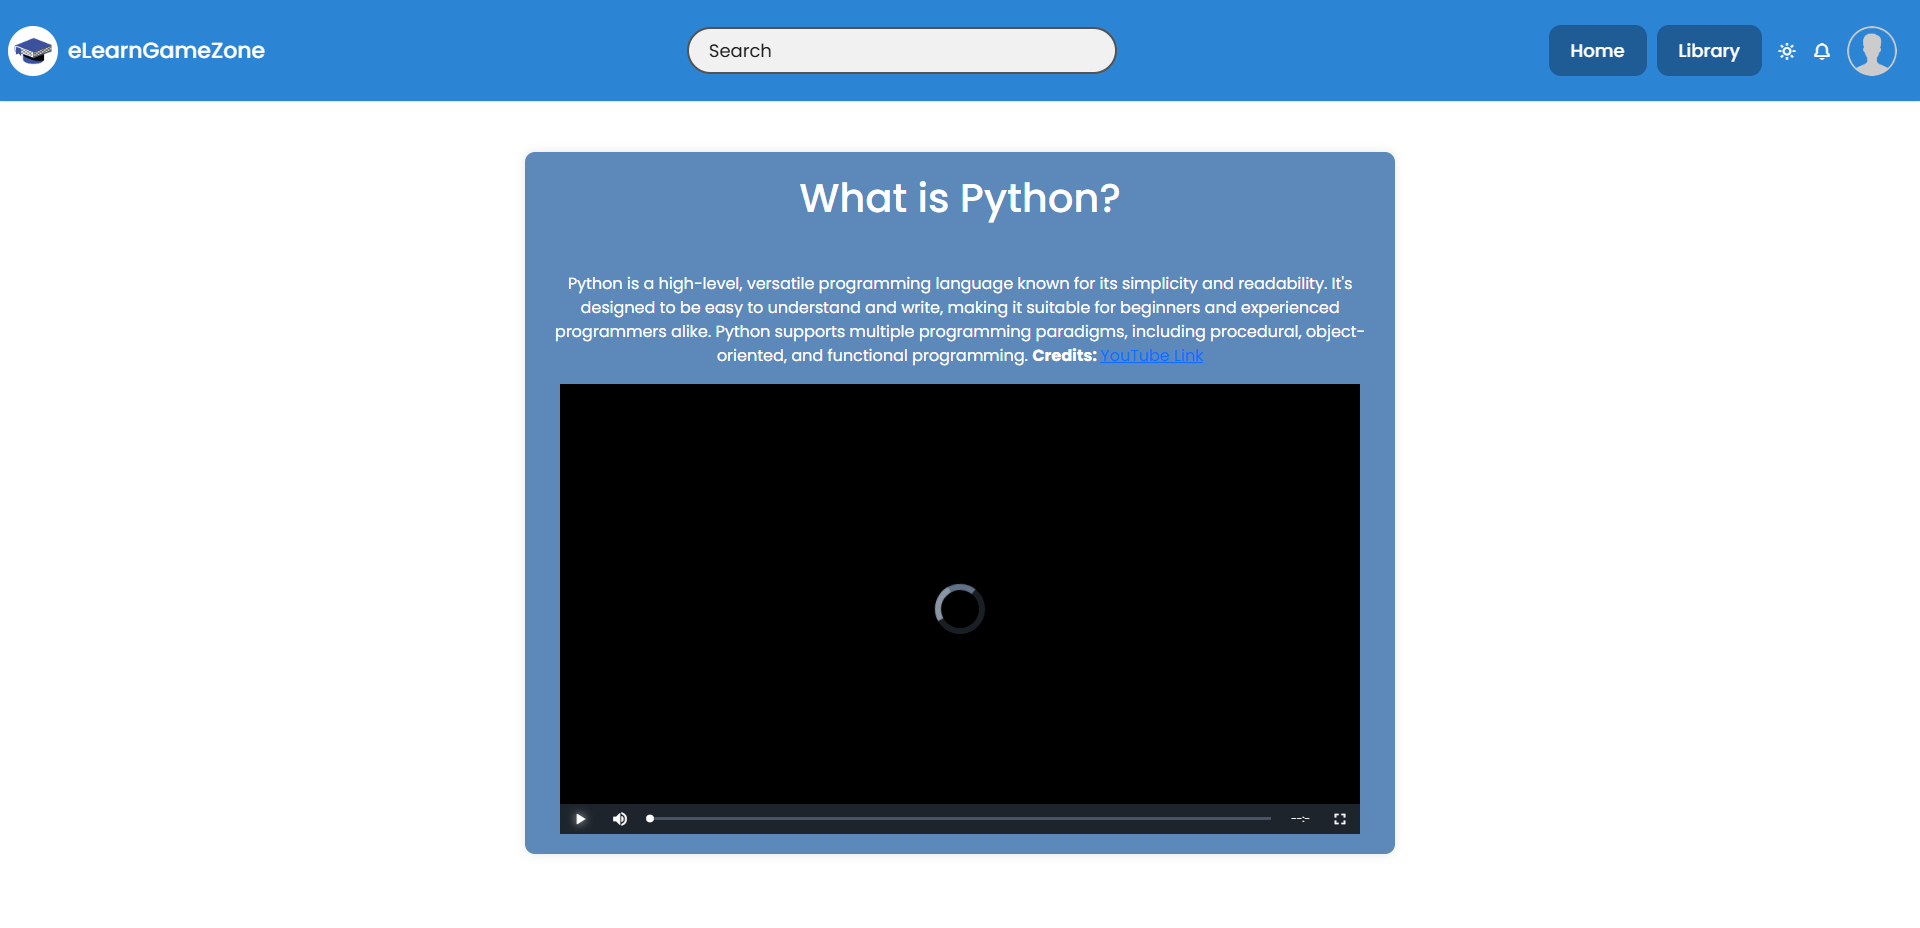 eLearnGameZone
Search
Home
Library
What is Python?
Python is a high-level, versatile programming language known for its simplicity and readability. It's
designed to be easy to understand and write, making it suitable for beginners and experienced
programmers alike. Python supports multiple programming paradigms, including procedural, object-
oriented, and functional programming. Credits: YouTube Link
--:-